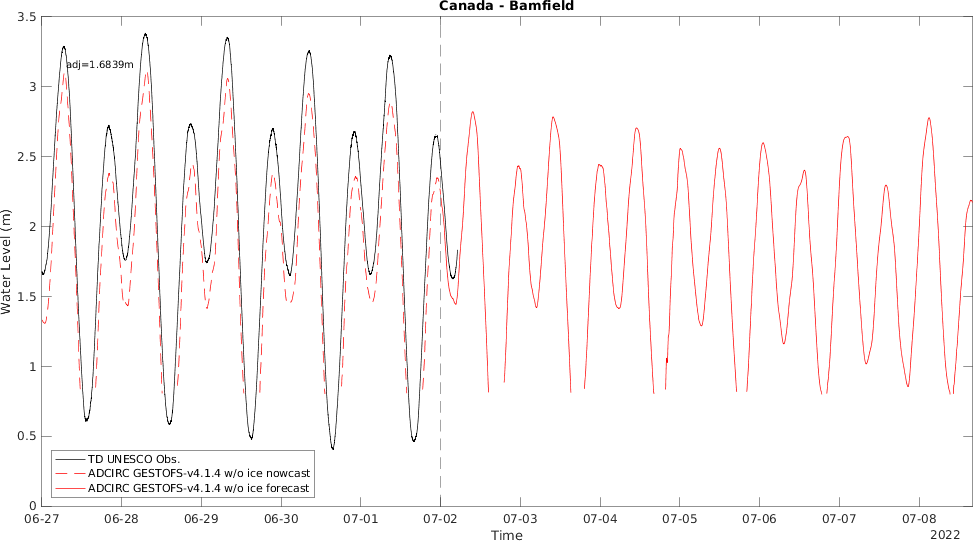 Canada - Bamfield
3.5
3
2.5
2
1.5
1
0.5
0
Water Level (m)
adj=1.6839m
TD UNESCO Obs.
ADCIRC GESTOFS-v4.1.4 w/o ice nowcast
ADCIRC GESTOFS-v4.1.4 w/o ice forecast
06-27 06-28 06-29 06-30 07-01 07-02 07-03 07-04 07-05 07-06 07-07 07-08
Time
2022